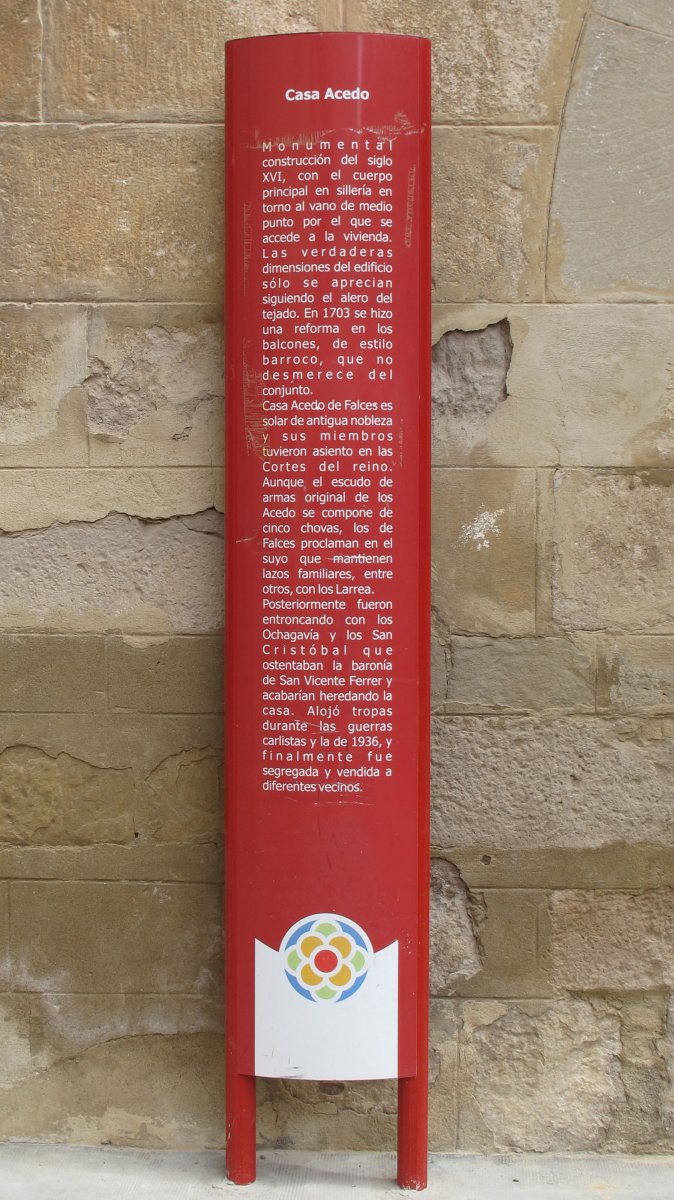 Casa Acedo
Monumental
construcción del siglo
XVI, con el cuerpo
principal en sillería en
torno al vano de medio
punto por el que se
accede a la vivienda.
Las verdaderas
dimensiones del edificio
sólo se aprecian
siguiendo el alero del
tejado. En 1703 se hizo
una reforma en los
balcones, de estilo
barroco, que no
desmerece del
conjunto.
Casa Acedo de Falces es
solar de antigua nobleza
y sus miembros
tuvieron asiento en las
Cortes del reino.
Aunque el escudo de
armas original de los
Acedo se compone de
cinco chovas, los de
Falces proclaman en el
suyo que mantienen
lazos familiares, entre
otros, con los Larrea.
Posteriormente fueron
entroncando con los
Ochagavía y los San
Cristóbal que
ostentaban la baronía
de San Vicente Ferrer y
acabarían heredando la
casa. Alojó tropas
durante las guerras
carlistas y la de 1936, y
finalmente fue
segregada y vendida a
diferentes vecinos.